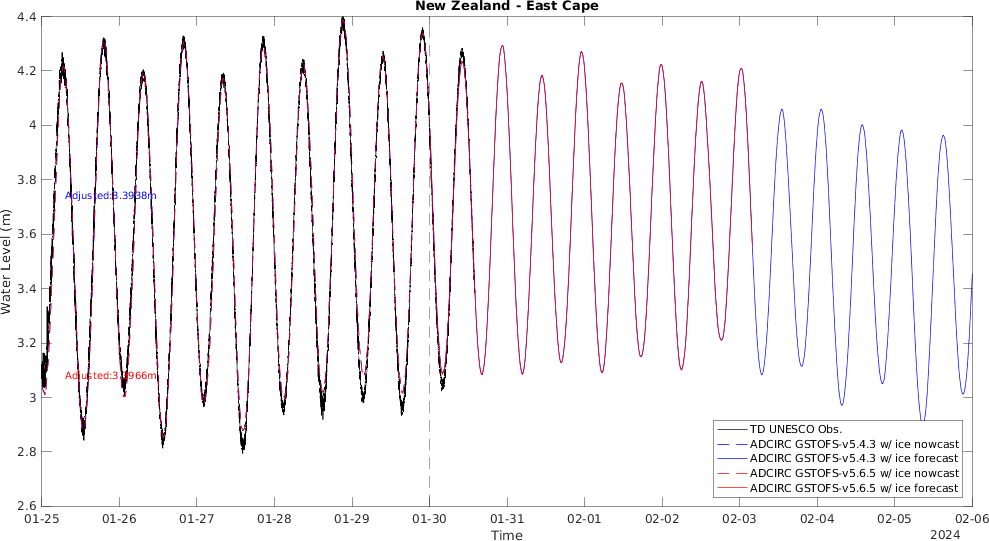 New Zealand - East Cape
Water Level (m)
4.4
4.2
4
3.8
3.6
3.4
3.2
3
2.8
2.6
Adjusted:3.3938m
TD UNESCO Obs.
ADCIRC GSTOFS-v5.4.3 w/ ice nowcast
ADCIRC GSTOFS-v5.4.3 w/ ice forecast
ADCIRC GSTOFS-v5.6.5 w/ ice nowcast
ADCIRC GSTOFS-v5.6.5 w/ ice forecast
01-25 01-26 01-27 01-28 01-29 01-30 01-31 02-01 02-02 02-03 02-04 02-05 02-06
Time
2024